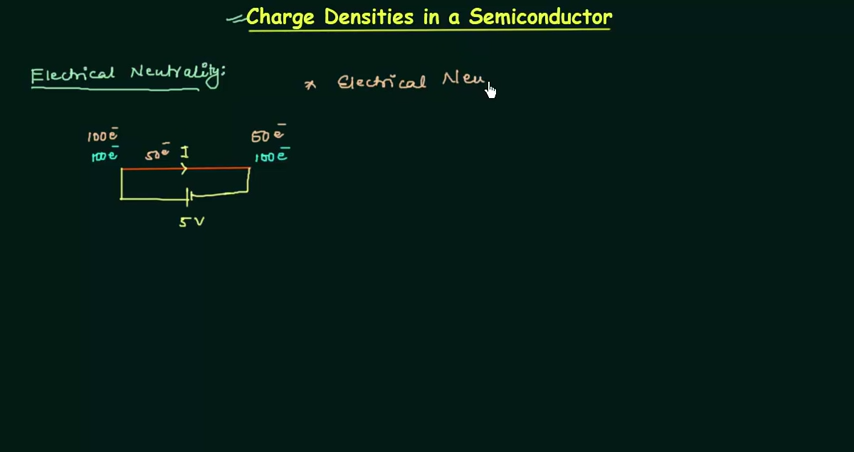 Charge Densities in a Semiconductor
Electrical Neutrality:
* Electrical Neu
100e⁻ 50e⁻
100e⁻ 50e⁻ I 100e⁻
5V